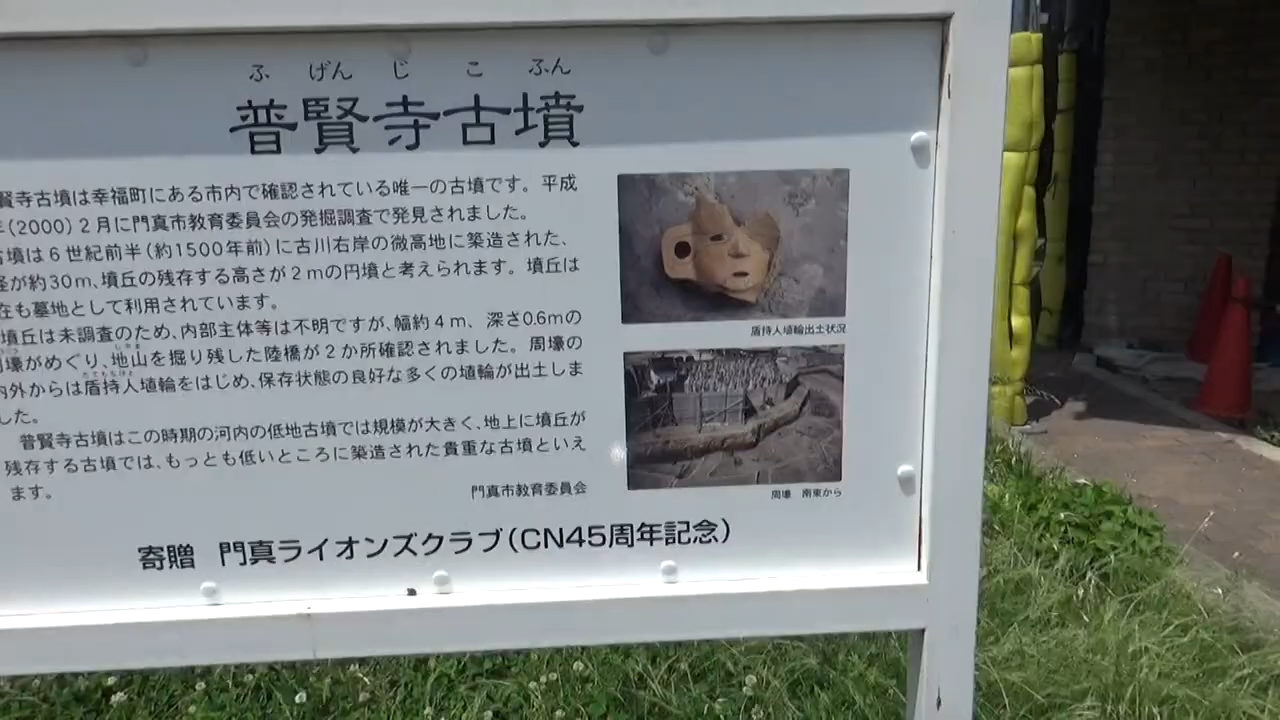 ふ げん じ こ ふん
普賢寺古墳
賢寺古墳は幸福町にある市内で確認されている唯一の古墳です。平成
(2000)2月に門真市教育委員会の発掘調査で発見されました。
墳は6世紀前半(約1500年前)に古川右岸の微高地に築造された、
が約30m、墳丘の残存する高さが2mの円墳と考えられます。墳丘は
在も墓地として利用されています。
墳丘は未調査のため、内部主体等は不明ですが、幅約4m、深さ0.6mの
壕がめぐり、地山を掘り残した陸橋が2か所確認されました。周壕の
内外からは盾持人埴輪をはじめ、保存状態の良好な多くの埴輪が出土しま
した。
普賢寺古墳はこの時期の河内の低地古墳では規模が大きく、地上に墳丘が
残存する古墳では、もっとも低いところに築造された貴重な古墳といえ
ます。
門真市教育委員会
盾持人埴輪出土状況
周壕 南東から
寄贈 門真ライオンズクラブ(CN45周年記念)